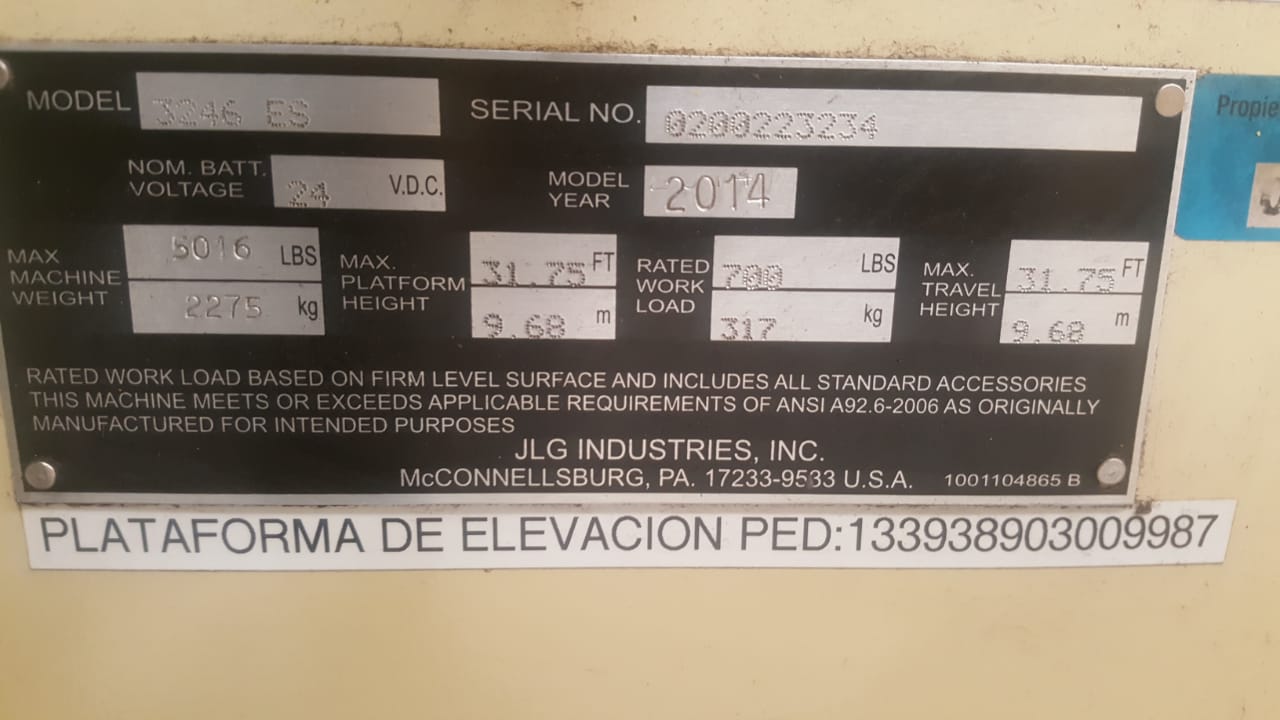 MODEL 3246 ES SERIAL NO. 0200223234
NOM. BATT. VOLTAGE 24 V.D.C. MODEL YEAR 2014
MAX MACHINE WEIGHT 5016 LBS 2275 kg
MAX. PLATFORM HEIGHT 31.75 FT 9.68 m
RATED WORK LOAD 700 LBS 317 kg
MAX. TRAVEL HEIGHT 31.75 FT 9.68 m
RATED WORK LOAD BASED ON FIRM LEVEL SURFACE AND INCLUDES ALL STANDARD ACCESSORIES
THIS MACHINE MEETS OR EXCEEDS APPLICABLE REQUIREMENTS OF ANSI A92.6-2006 AS ORIGINALLY
MANUFACTURED FOR INTENDED PURPOSES
JLG INDUSTRIES, INC.
McCONNELLSBURG, PA. 17233-9533 U.S.A. 1001104865 B
PLATAFORMA DE ELEVACION PED:133938903009987
Propie